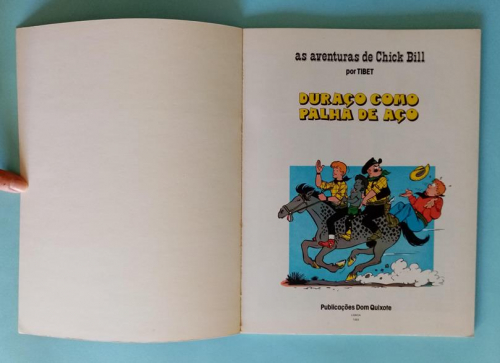 as aventuras de Chick Bill
por TIBET
DURAÇO COMO
PALHA DE AÇO
Publicações Dom Quixote